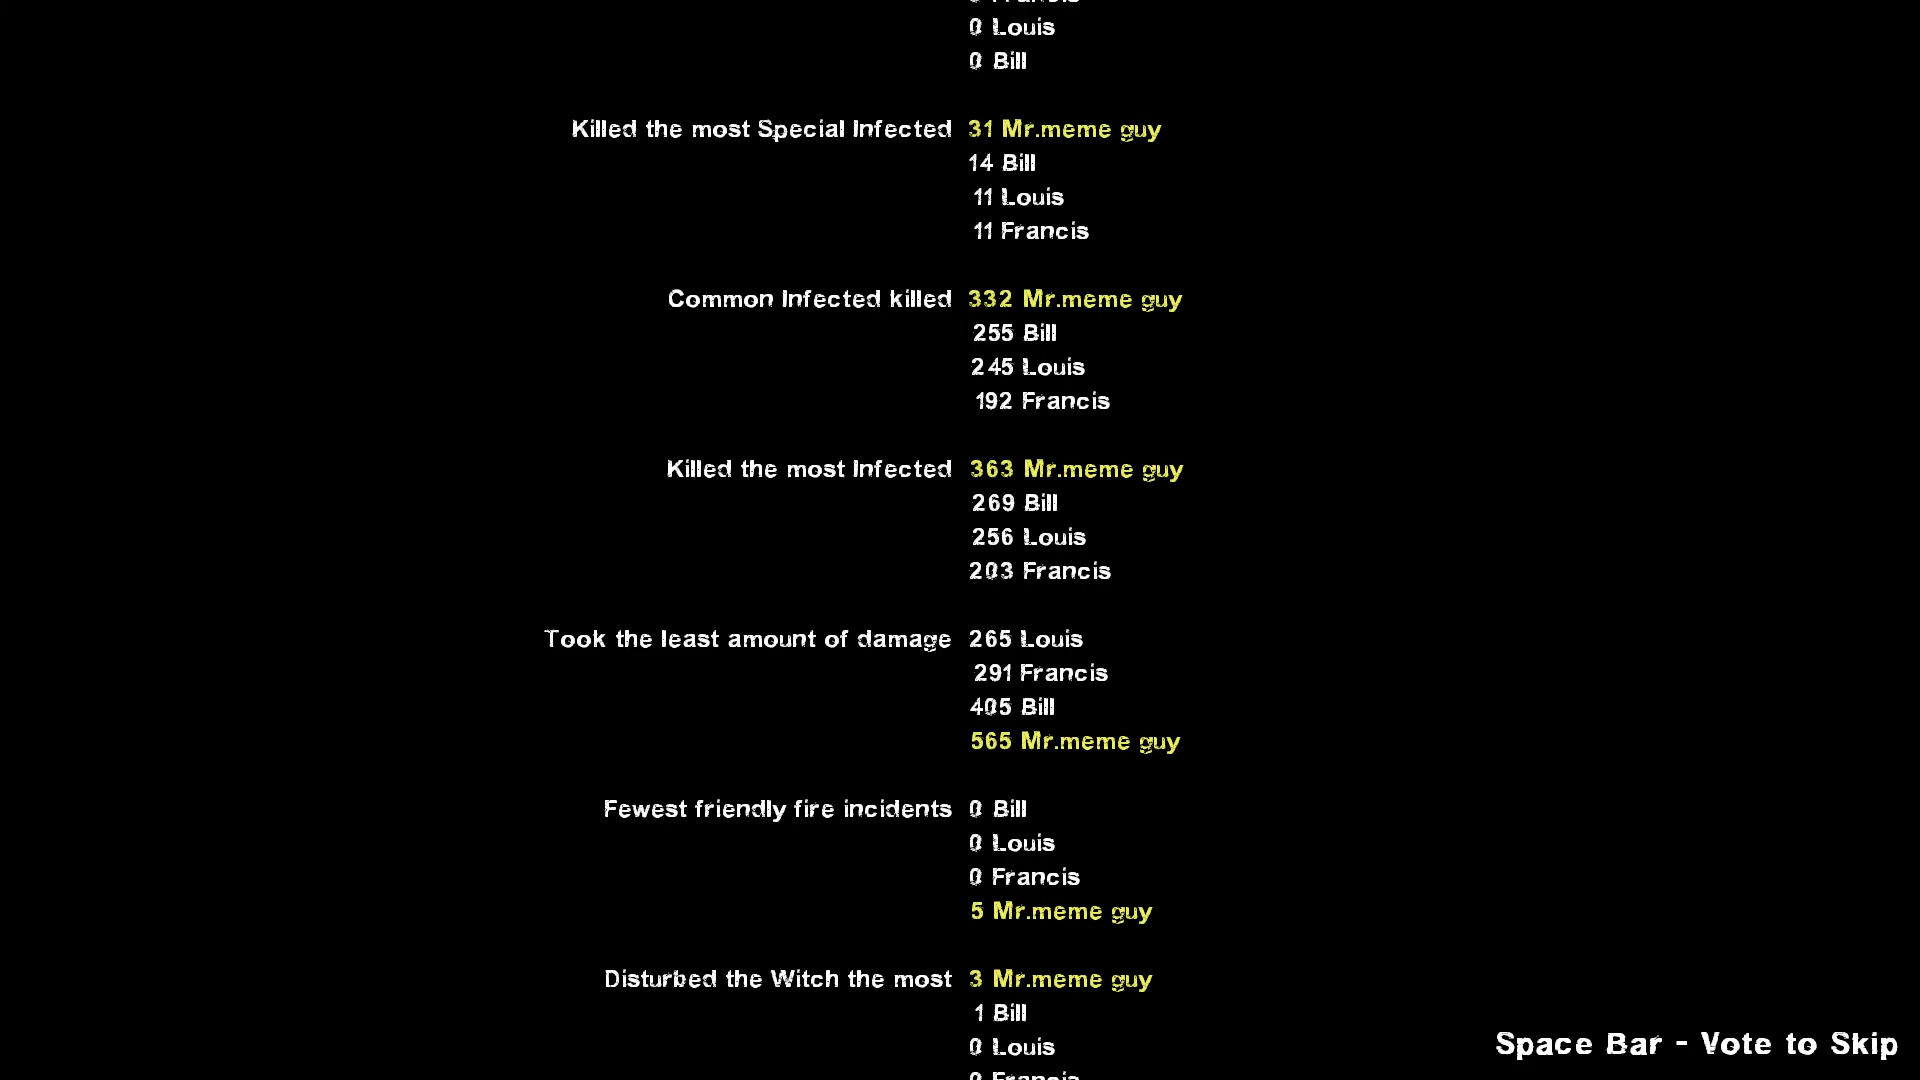 Francis
0 Louis
0 Bill
Killed the most Special Infected 31 Mr.meme guy
14 Bill
11 Louis
11 Francis
Common Infected killed 332 Mr.meme guy
255 Bill
245 Louis
192 Francis
Killed the most Infected 363 Mr.meme guy
269 Bill
256 Louis
203 Francis
Took the least amount of damage 265 Louis
291 Francis
405 Bill
565 Mr.meme guy
Fewest friendly fire incidents 0 Bill
0 Louis
0 Francis
5 Mr.meme guy
Disturbed the Witch the most 3 Mr.meme guy
1 Bill
0 Louis
0 Francis
Space Bar - Vote to Skip